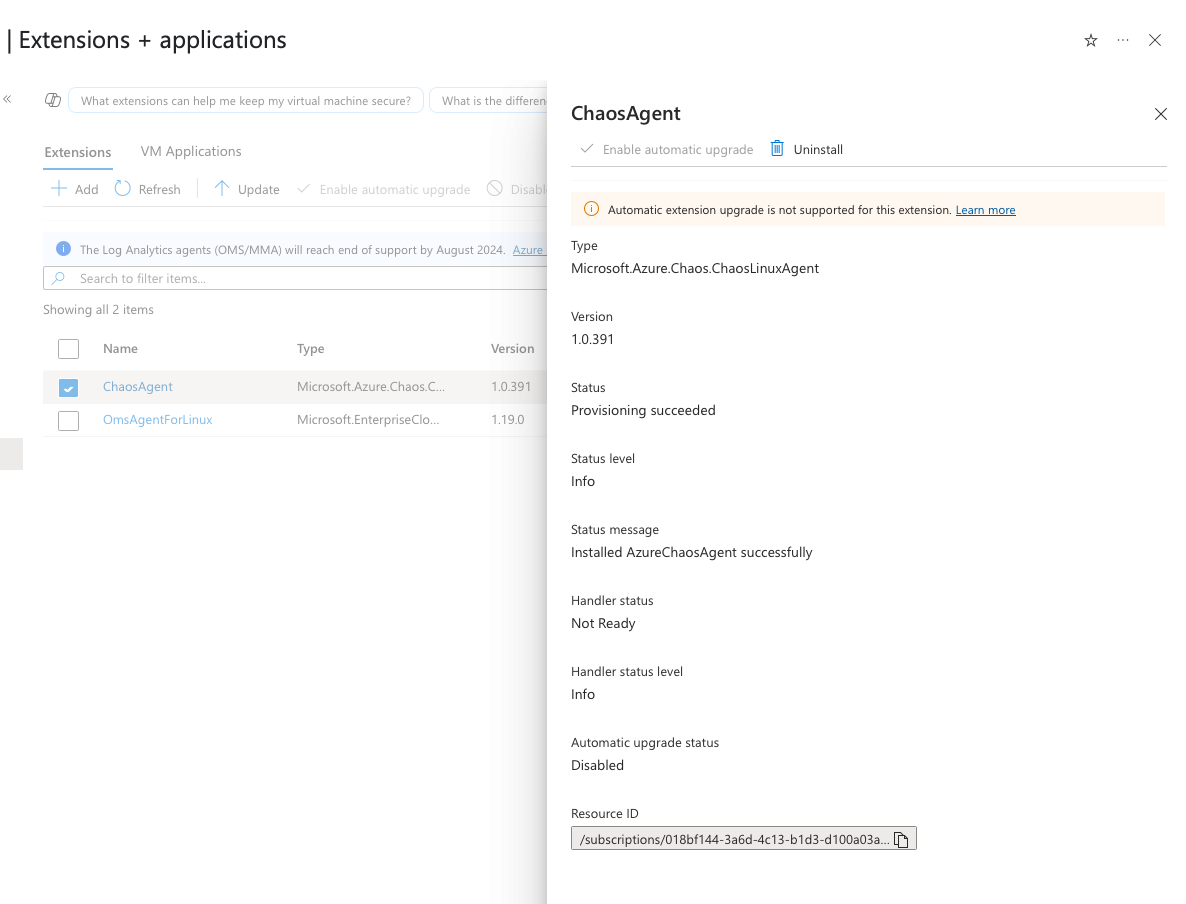 | Extensions + applications
What extensions can help me keep my virtual machine secure?
What is the differen
Extensions
VM Applications
Add
Refresh
Update
Enable automatic upgrade
Disabl
The Log Analytics agents (OMS/MMA) will reach end of support by August 2024. Azure
Search to filter items...
Showing all 2 items
Name Type Version
ChaosAgent Microsoft.Azure.Chaos.C... 1.0.391
OmsAgentForLinux Microsoft.EnterpriseClo... 1.19.0
ChaosAgent
Enable automatic upgrade
Uninstall
Automatic extension upgrade is not supported for this extension. Learn more
Type
Microsoft.Azure.Chaos.ChaosLinuxAgent
Version
1.0.391
Status
Provisioning succeeded
Status level
Info
Status message
Installed AzureChaosAgent successfully
Handler status
Not Ready
Handler status level
Info
Automatic upgrade status
Disabled
Resource ID
/subscriptions/018bf144-3a6d-4c13-b1d3-d100a03a...